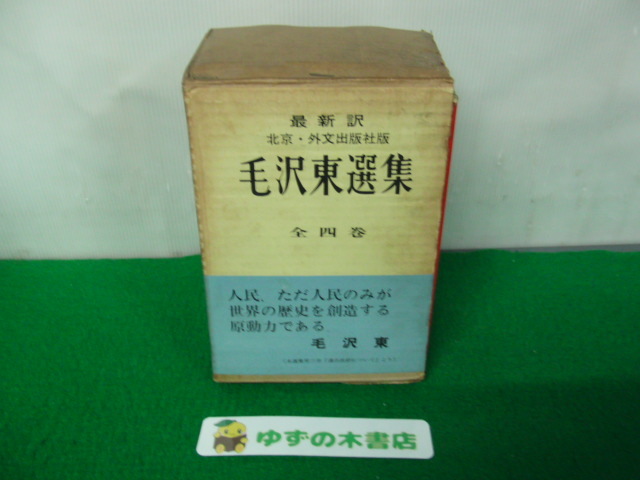 最新訳
北京・外文出版社版
毛沢東選集
全四巻
人民、ただ人民のみが
世界の歴史を創造する
原動力である
毛沢東
ゆずの木書店